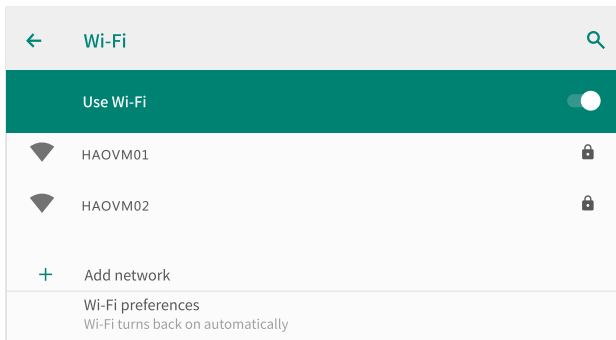 Wi-Fi
Use Wi-Fi
HAOVM01
HAOVM02
Add network
Wi-Fi preferences
Wi-Fi turns back on automatically